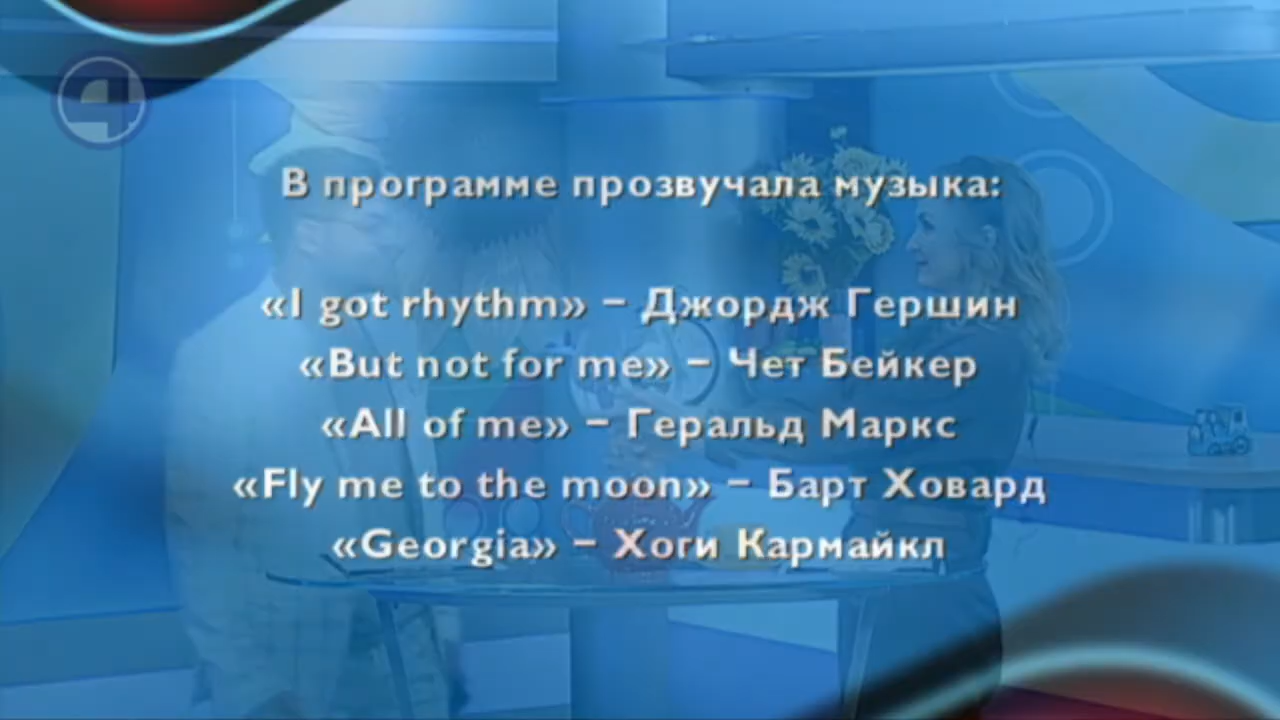 В программе прозвучала музыка:
«I got rhythm» – Джордж Гершин
«But not for me» – Чет Бейкер
«All of me» – Геральд Маркс
«Fly me to the moon» – Барт Ховард
«Georgia» – Хоги Кармайкл